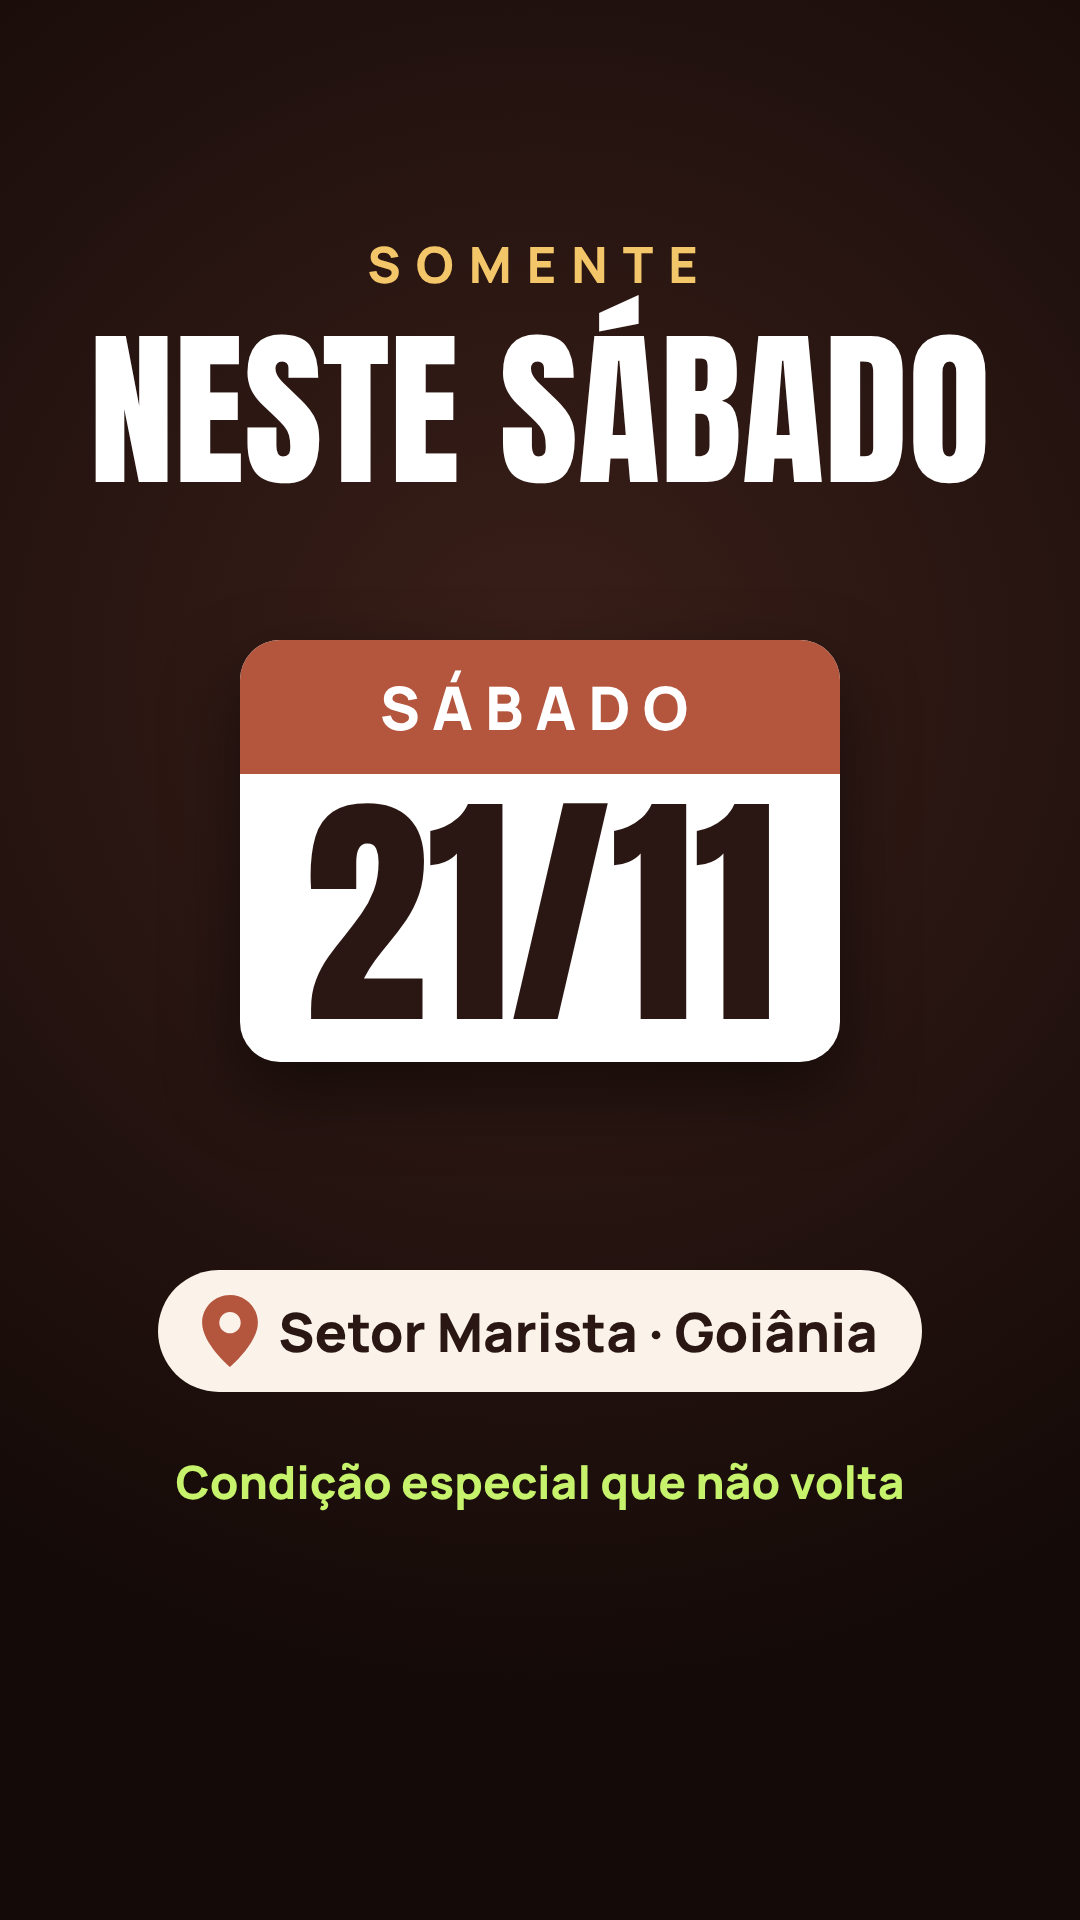 SOMENTE
NESTE SÁBADO
SÁBADO
21/11
Setor Marista · Goiânia
Condição especial que não volta